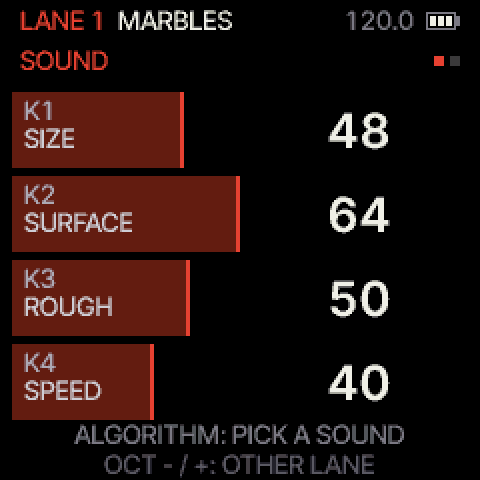 LANE 1 MARBLES 120.0
SOUND
K1
SIZE 48
K2
SURFACE 64
K3
ROUGH 50
K4
SPEED 40
ALGORITHM: PICK A SOUND
OCT - / +: OTHER LANE